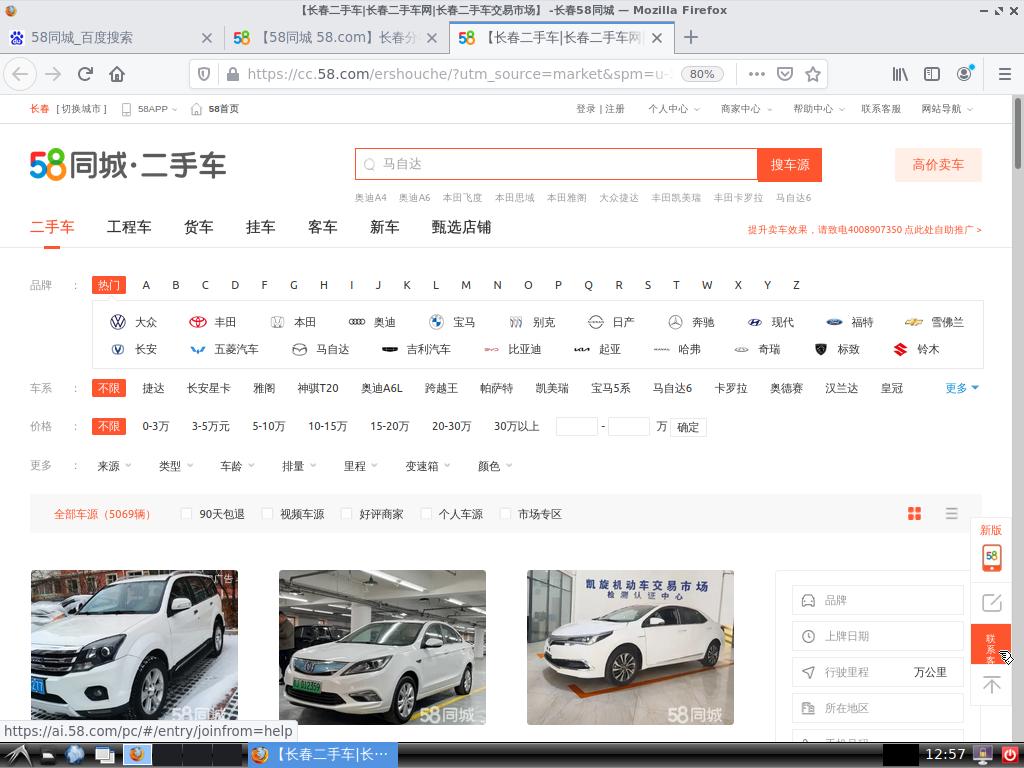 【长春二手车|长春二手车网|长春二手车交易市场】 -长春58同城 — Mozilla Firefox
58同城_百度搜索
【58同城 58.com】长春分
【长春二手车|长春二手车网|
https://cc.58.com/ershouche/?utm_source=market&spm=u-
80%
长春 [ 切换城市 ] 58APP 58首页 登录 | 注册 个人中心 商家中心 帮助中心 联系客服 网站导航
58同城·二手车
马自达 搜车源 高价卖车
奥迪A4 奥迪A6 本田飞度 本田思域 本田雅阁 大众捷达 丰田凯美瑞 丰田卡罗拉 马自达6
二手车 工程车 货车 挂车 客车 新车 甄选店铺 提升卖车效果，请致电4008907350 点此处自助推广 >
品牌 : 热门 A B C D F G H I J K L M N O P Q R S T W X Y Z
大众 丰田 本田 奥迪 宝马 别克 日产 奔驰 现代 福特 雪佛兰
长安 五菱汽车 马自达 吉利汽车 比亚迪 起亚 哈弗 奇瑞 标致 铃木
车系 : 不限 捷达 长安星卡 雅阁 神骐T20 奥迪A6L 跨越王 帕萨特 凯美瑞 宝马5系 马自达6 卡罗拉 奥德赛 汉兰达 皇冠 更多
价格 : 不限 0-3万 3-5万元 5-10万 10-15万 15-20万 20-30万 30万以上 - 万 确定
更多 : 来源 类型 车龄 排量 里程 变速箱 颜色
全部车源（5069辆） 90天包退 视频车源 好评商家 个人车源 市场专区
新版
58
广告
凯旋机动车交易市场
检测认证中心
58同城
58同城
品牌
上牌日期
行驶里程 万公里
所在地区
联
系
客
https://ai.58.com/pc/#/entry/joinfrom=help
【长春二手车|长⋯
12:57